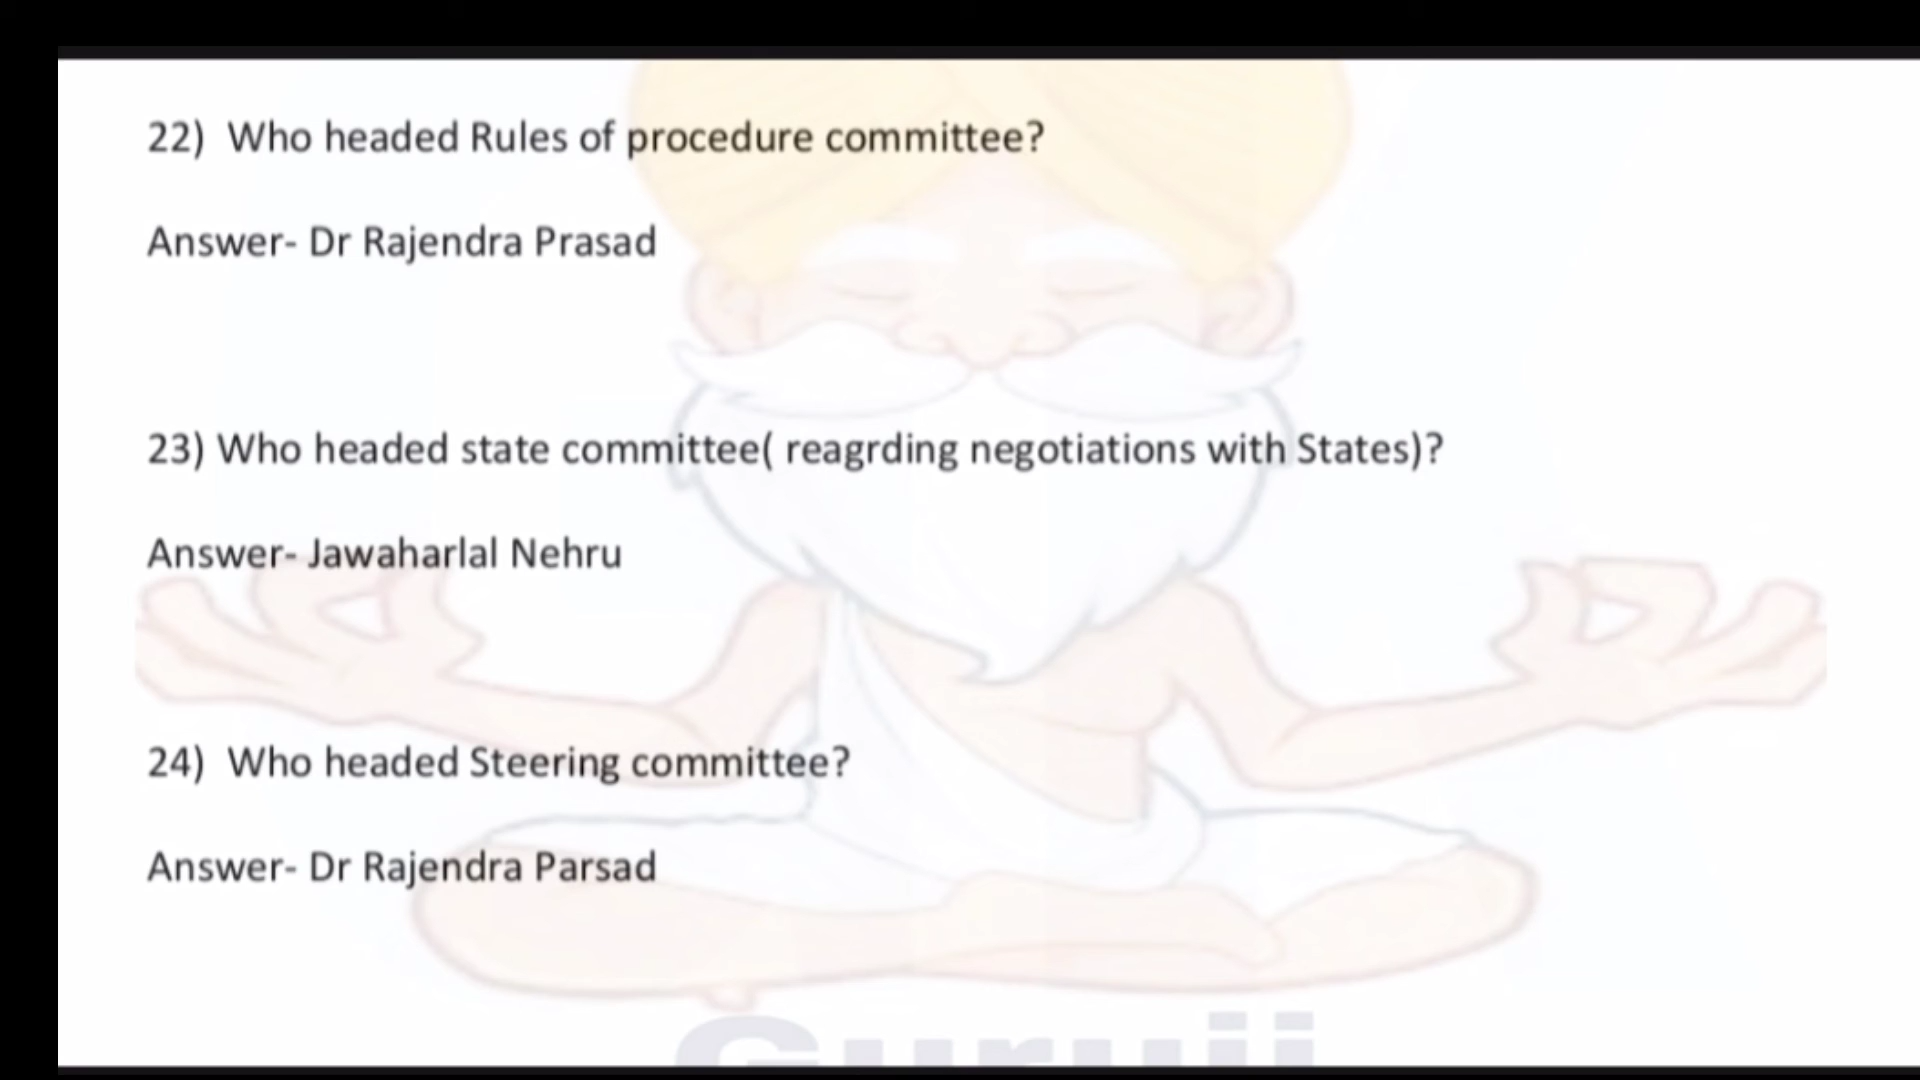 22) Who headed Rules of procedure committee?
Answer- Dr Rajendra Prasad
23) Who headed state committee( reagrding negotiations with States)?
Answer- Jawaharlal Nehru
24) Who headed Steering committee?
Answer- Dr Rajendra Parsad
Guruji